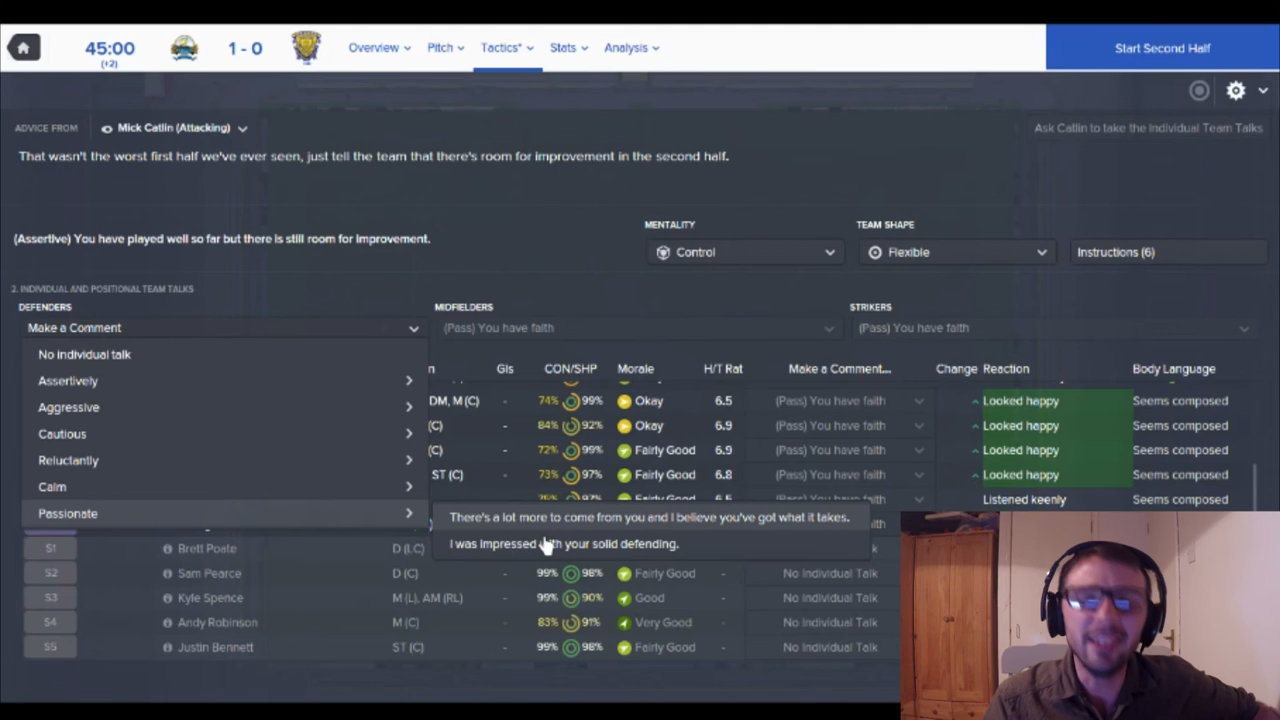 45:00
(+2)
1 - 0
Overview
Pitch
Tactics*
Stats
Analysis
Start Second Half
ADVICE FROM
Mick Catlin (Attacking)
Ask Catlin to take the Individual Team Talks
That wasn't the worst first half we've ever seen, just tell the team that there's room for improvement in the second half.
(Assertive) You have played well so far but there is still room for improvement.
MENTALITY
TEAM SHAPE
Control
Flexible
Instructions (6)
2. INDIVIDUAL AND POSITIONAL TEAM TALKS
DEFENDERS
MIDFIELDERS
STRIKERS
Make a Comment
(Pass) You have faith
(Pass) You have faith
No individual talk
Assertively
Aggressive
Cautious
Reluctantly
Calm
Passionate
n Gls CON/SHP Morale H/T Rat Make a Comment... Change Reaction Body Language
DM, M (C) - 74% 99% Okay 6.5 (Pass) You have faith Looked happy Seems composed
(C) - 84% 92% Okay 6.9 (Pass) You have faith Looked happy Seems composed
(C) - 72% 99% Fairly Good 6.9 (Pass) You have faith Looked happy Seems composed
ST (C) - 73% 97% Fairly Good 6.8 (Pass) You have faith Looked happy Seems composed
Fairly Good 6.5 (Pass) You have faith Listened keenly Seems composed
There's a lot more to come from you and I believe you've got what it takes.
I was impressed with your solid defending.
S1 Brett Poate D (LC)
S2 Sam Pearce D (C) - 99% 98% Fairly Good - No Individual Talk
S3 Kyle Spence M (L), AM (RL) - 99% 90% Good - No Individual Talk
S4 Andy Robinson M (C) - 83% 91% Very Good - No Individual Talk
S5 Justin Bennett ST (C) - 99% 98% Fairly Good - No Individual Talk